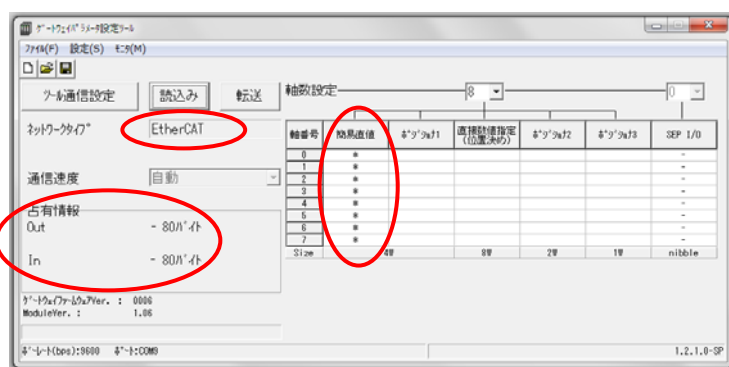 ｹﾞｰﾄｳｪｲﾊﾟﾗﾒｰﾀ設定ﾂｰﾙ
ﾌｧｲﾙ(F) 設定(S) ﾓﾆﾀ(M)
ﾂｰﾙ通信設定 読込み 転送
軸数設定 8 0
ﾈｯﾄﾜｰｸﾀｲﾌﾟ EtherCAT
軸番号 簡易直値 ﾎﾟｼﾞｼｮﾅ1 直接数値指定(位置決め) ﾎﾟｼﾞｼｮﾅ2 ﾎﾟｼﾞｼｮﾅ3 SEP I/O
0 * -
1 * -
2 * -
3 * -
4 * -
5 * -
6 * -
7 * -
Size 4W 8W 2W 1W nibble
通信速度 自動
占有情報
Out - 80ﾊﾞｲﾄ
In - 80ﾊﾞｲﾄ
ｹﾞｰﾄｳｪｲﾌｧｰﾑｳｪｱVer. : 0006
ModuleVer. : 1.06
ﾎﾞｰﾚｰﾄ(bps):9600 ﾎﾟｰﾄ:COM9 1.2.1.0-SP